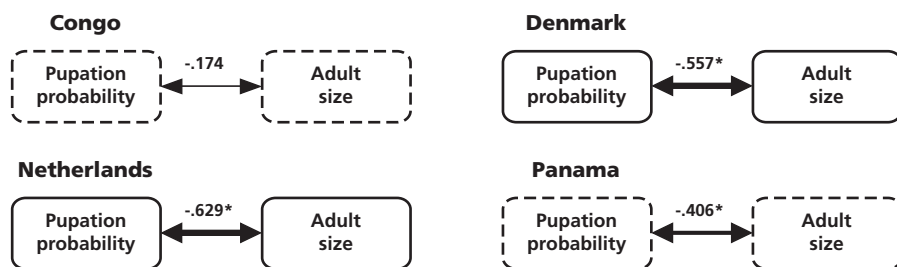 Congo
Denmark
-.174
-.557*
Pupation
probability
Adult
size
Pupation
probability
Adult
size
Netherlands
Panama
-.629*
-.406*
Pupation
probability
Adult
size
Pupation
probability
Adult
size